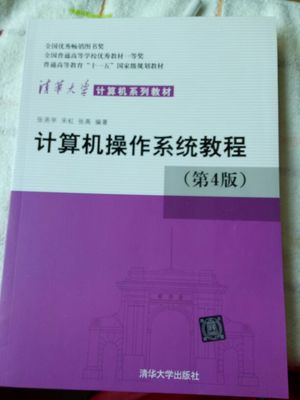 全国优秀畅销图书奖
全国普通高等学校优秀教材一等奖
普通高等教育“十一五”国家级规划教材
清华大学 计算机系列教材
张尧学 宋虹 张高 编著
计算机操作系统教程
(第4版)
清华大学出版社